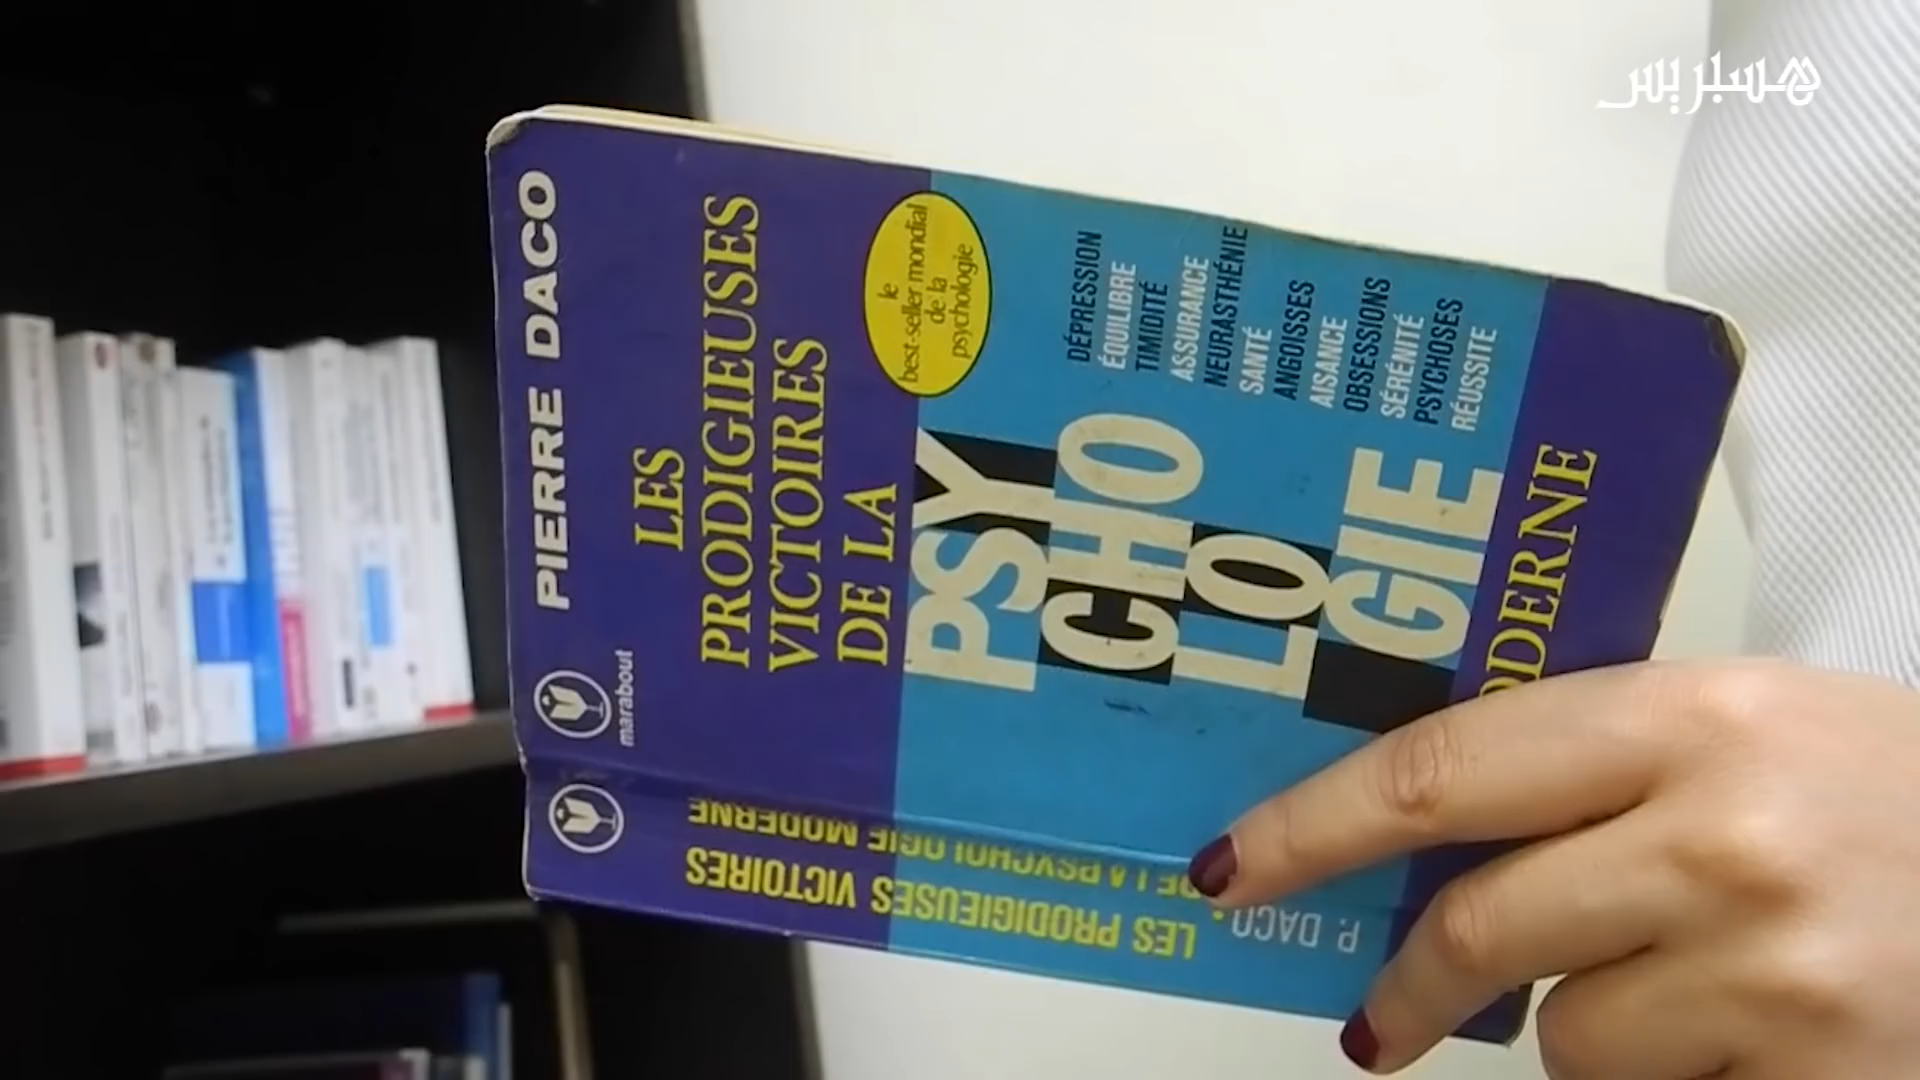 هسبريس
PIERRE DACO
marabout
LES
PRODIGIEUSES
VICTOIRES
DE LA
le
best-seller mondial
de la
psychologie
PSY
CHO
LO
GIE
DÉPRESSION
ÉQUILIBRE
TIMIDITÉ
ASSURANCE
NEURASTHÉNIE
SANTÉ
ANGOISSES
AISANCE
OBSESSIONS
SÉRÉNITÉ
PSYCHOSES
RÉUSSITE
ODERNE
P. DACO • LES PRODIGIEUSES VICTOIRES
DE LA PSYCHOLOGIE MODERNE